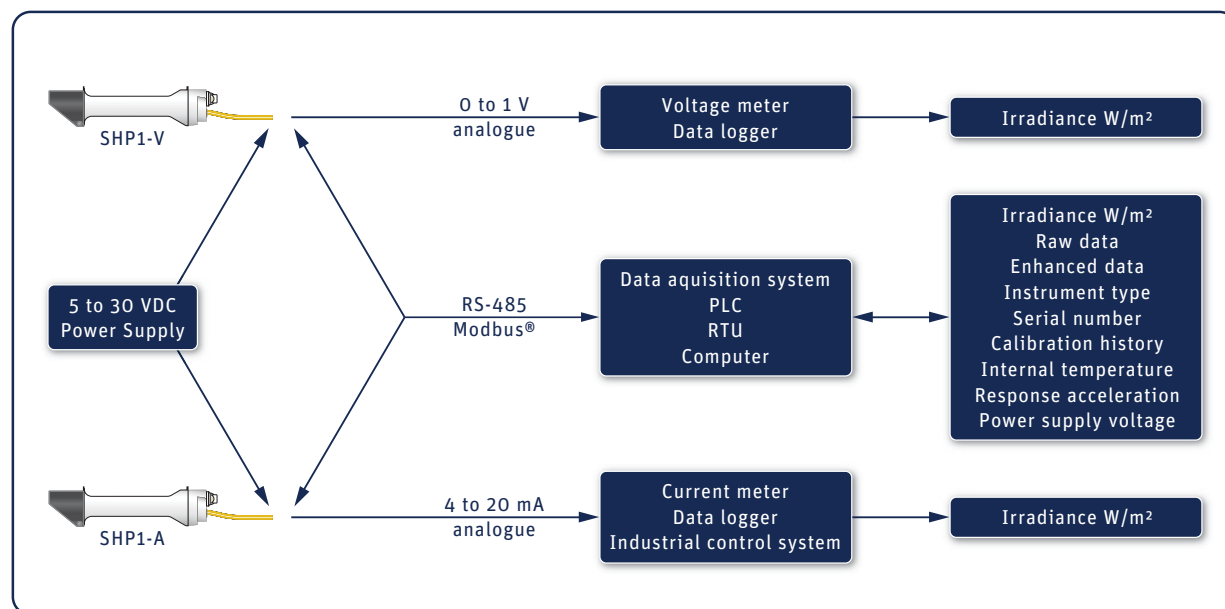 SHP1-V
0 to 1 V
analogue
Voltage meter
Data logger
Irradiance W/m²
5 to 30 VDC
Power Supply
RS-485
Modbus®
Data aquisition system
PLC
RTU
Computer
Irradiance W/m²
Raw data
Enhanced data
Instrument type
Serial number
Calibration history
Internal temperature
Response acceleration
Power supply voltage
SHP1-A
4 to 20 mA
analogue
Current meter
Data logger
Industrial control system
Irradiance W/m²